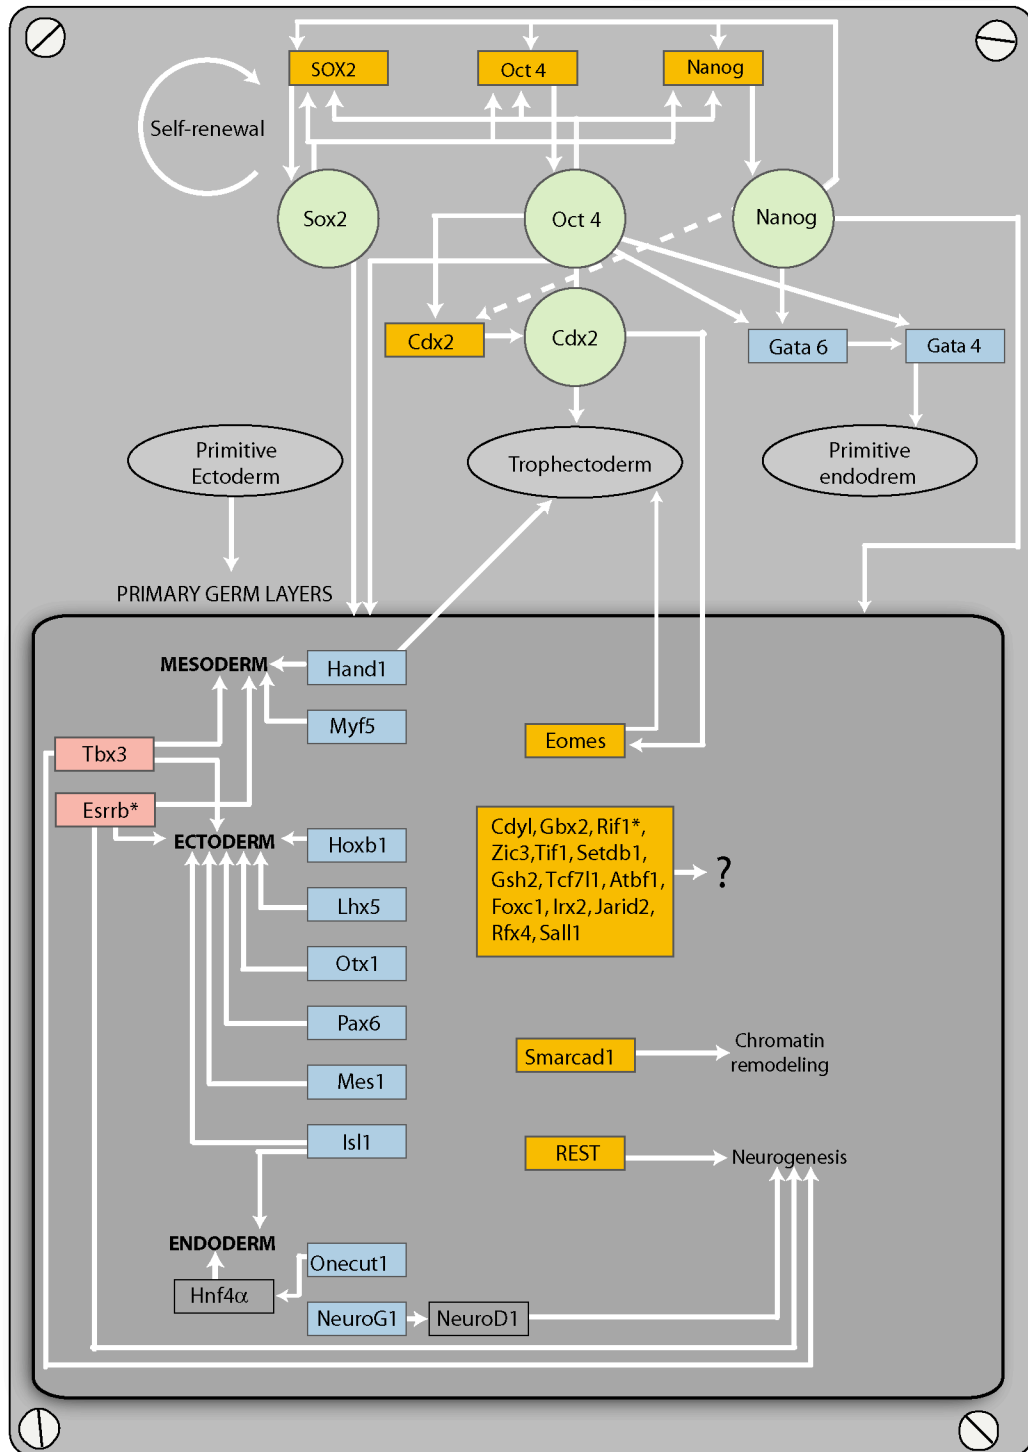 SOX2
Oct 4
Nanog
Self-renewal
Sox2
Oct 4
Nanog
Cdx2
Cdx2
Gata 6
Gata 4
Primitive
Ectoderm
Trophectoderm
Primitive
endodrem
PRIMARY GERM LAYERS
MESODERM
Hand1
Myf5
Tbx3
Eomes
Esrrb*
ECTODERM
Hoxb1
Cdyl, Gbx2, Rif1*,
Zic3,Tif1, Setdb1,
Gsh2, Tcf7l1, Atbf1,
Foxc1, Irx2, Jarid2,
Rfx4, Sall1
?
Lhx5
Otx1
Pax6
Smarcad1
Chromatin
remodeling
Mes1
Isl1
REST
Neurogenesis
ENDODERM
Onecut1
Hnf4α
NeuroG1
NeuroD1